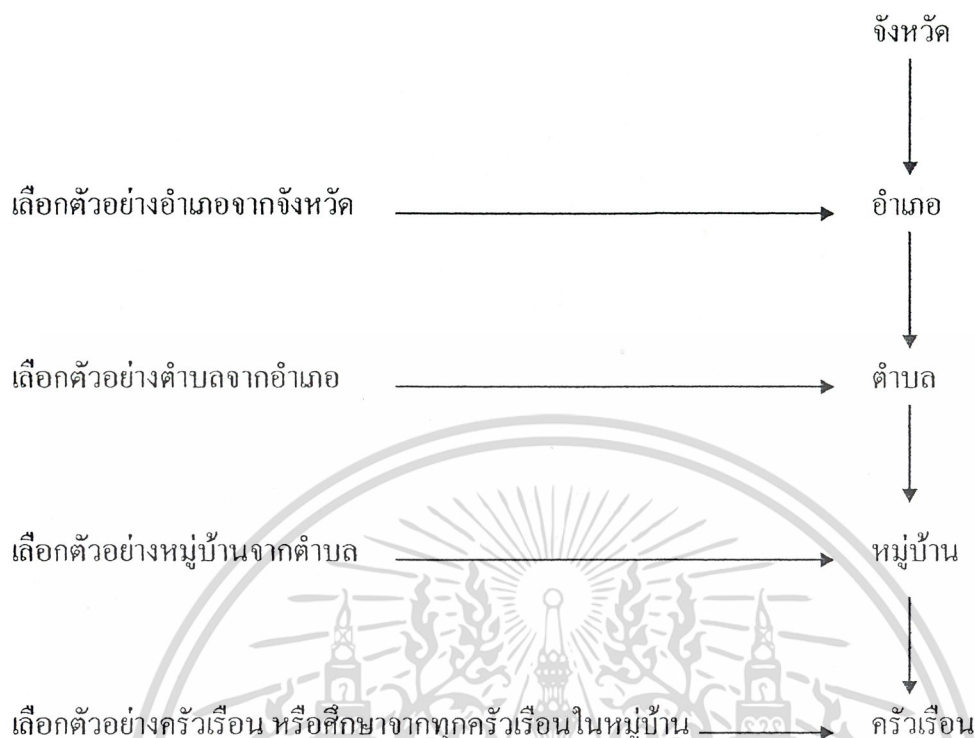 จังหวัด
เลือกตัวอย่างอำเภอจากจังหวัด อำเภอ
เลือกตัวอย่างตำบลจากอำเภอ ตำบล
เลือกตัวอย่างหมู่บ้านจากตำบล หมู่บ้าน
เลือกตัวอย่างครัวเรือน หรือศึกษาจากทุกครัวเรือนในหมู่บ้าน ครัวเรือน